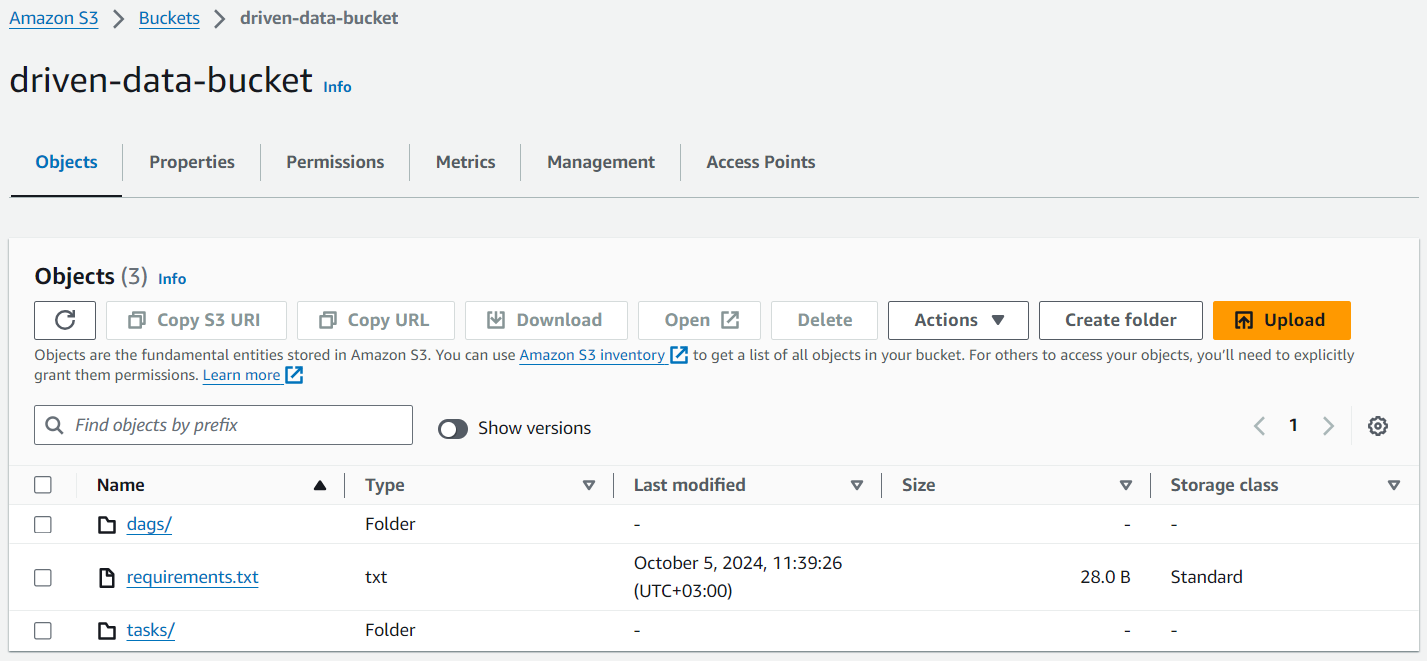 Amazon S3 > Buckets > driven-data-bucket
driven-data-bucket Info
Objects Properties Permissions Metrics Management Access Points
Objects (3) Info
Copy S3 URI Copy URL Download Open Delete Actions Create folder Upload
Objects are the fundamental entities stored in Amazon S3. You can use Amazon S3 inventory to get a list of all objects in your bucket. For others to access your objects, you'll need to explicitly
grant them permissions. Learn more
Find objects by prefix Show versions 1
Name Type Last modified Size Storage class
dags/ Folder - - -
requirements.txt txt October 5, 2024, 11:39:26 28.0 B Standard
(UTC+03:00)
tasks/ Folder - - -